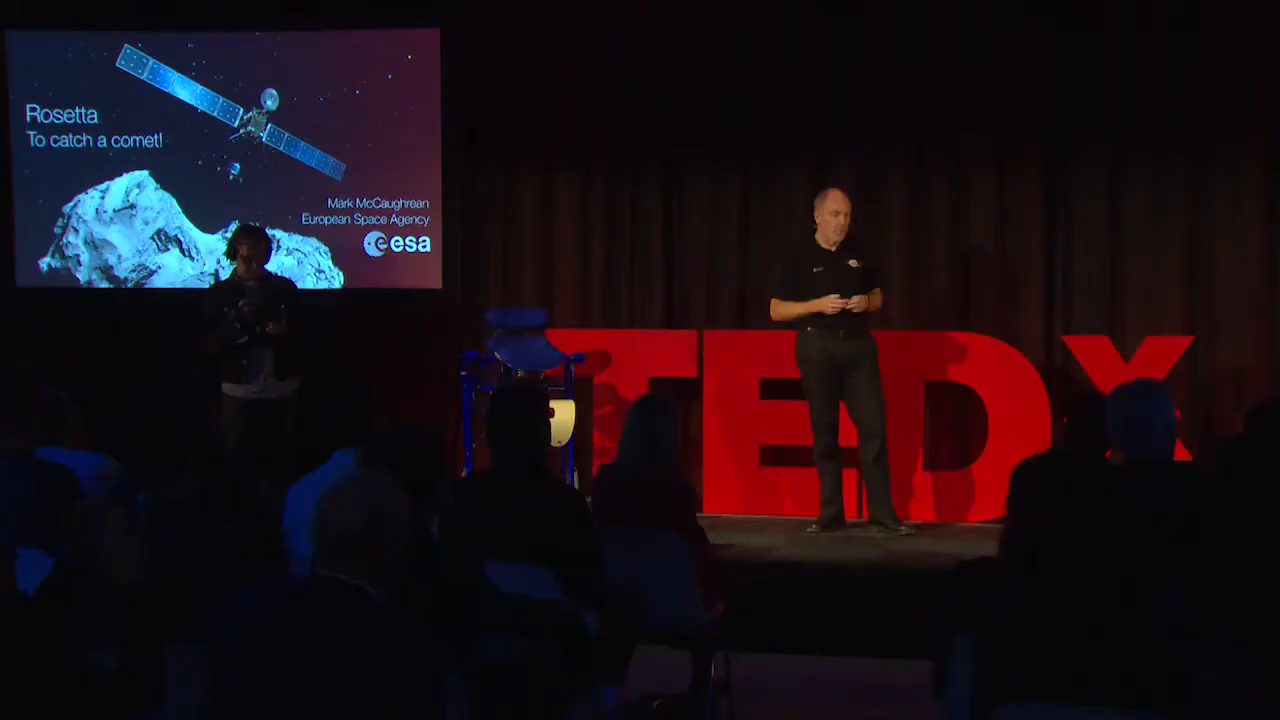 Rosetta
To catch a comet!
Mark McCaughrean
European Space Agency
esa
TEDx